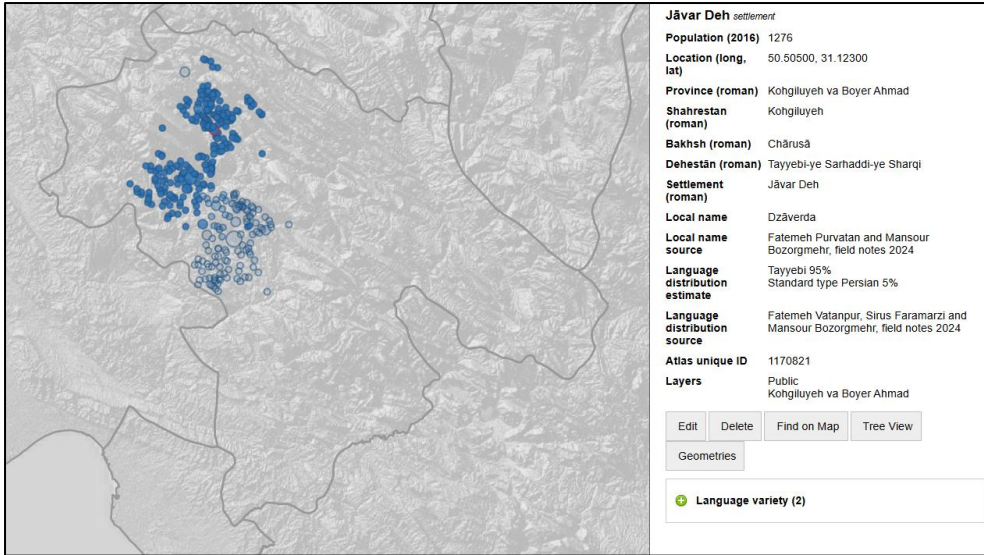 Jāvar Deh settlement
Population (2016) 1276
Location (long, lat) 50.50500, 31.12300
Province (roman) Kohgiluyeh va Boyer Ahmad
Shahrestan (roman) Kohgiluyeh
Bakhsh (roman) Chārusā
Dehestān (roman) Tayyebi-ye Sarhaddi-ye Sharqi
Settlement (roman) Jāvar Deh
Local name Dzāverda
Local name source Fatemeh Purvatan and Mansour Bozorgmehr, field notes 2024
Language distribution estimate Tayyebi 95%
Standard type Persian 5%
Language distribution source Fatemeh Vatanpur, Sirus Faramarzi and Mansour Bozorgmehr, field notes 2024
Atlas unique ID 1170821
Layers Public
Kohgiluyeh va Boyer Ahmad
Edit Delete Find on Map Tree View
Geometries
Language variety (2)